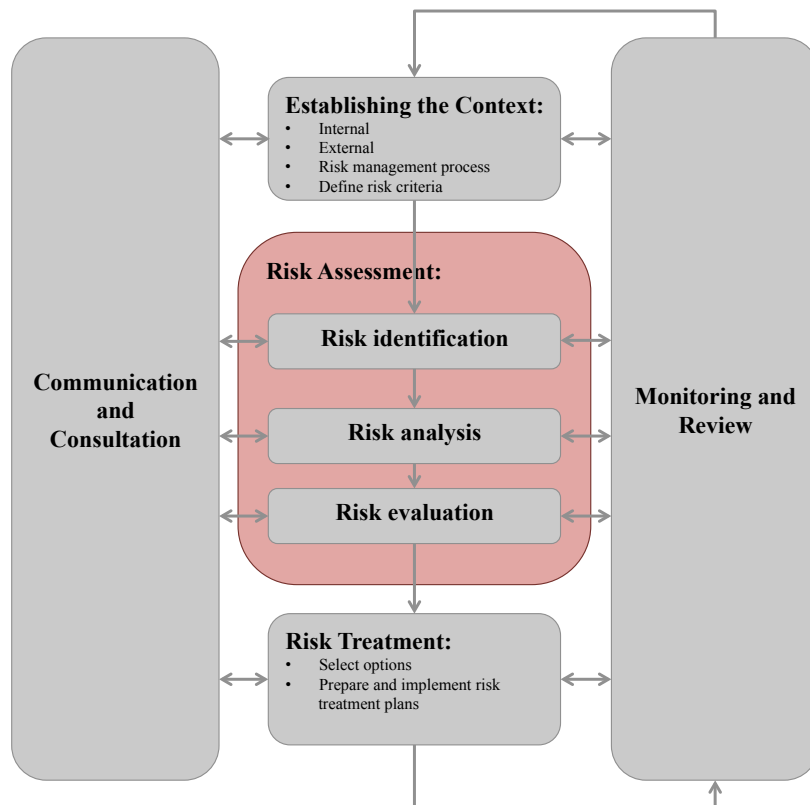 Establishing the Context:
• Internal
• External
• Risk management process
• Define risk criteria
Risk Assessment:
Risk identification
Communication
and
Consultation
Risk analysis
Monitoring and
Review
Risk evaluation
Risk Treatment:
• Select options
• Prepare and implement risk
treatment plans